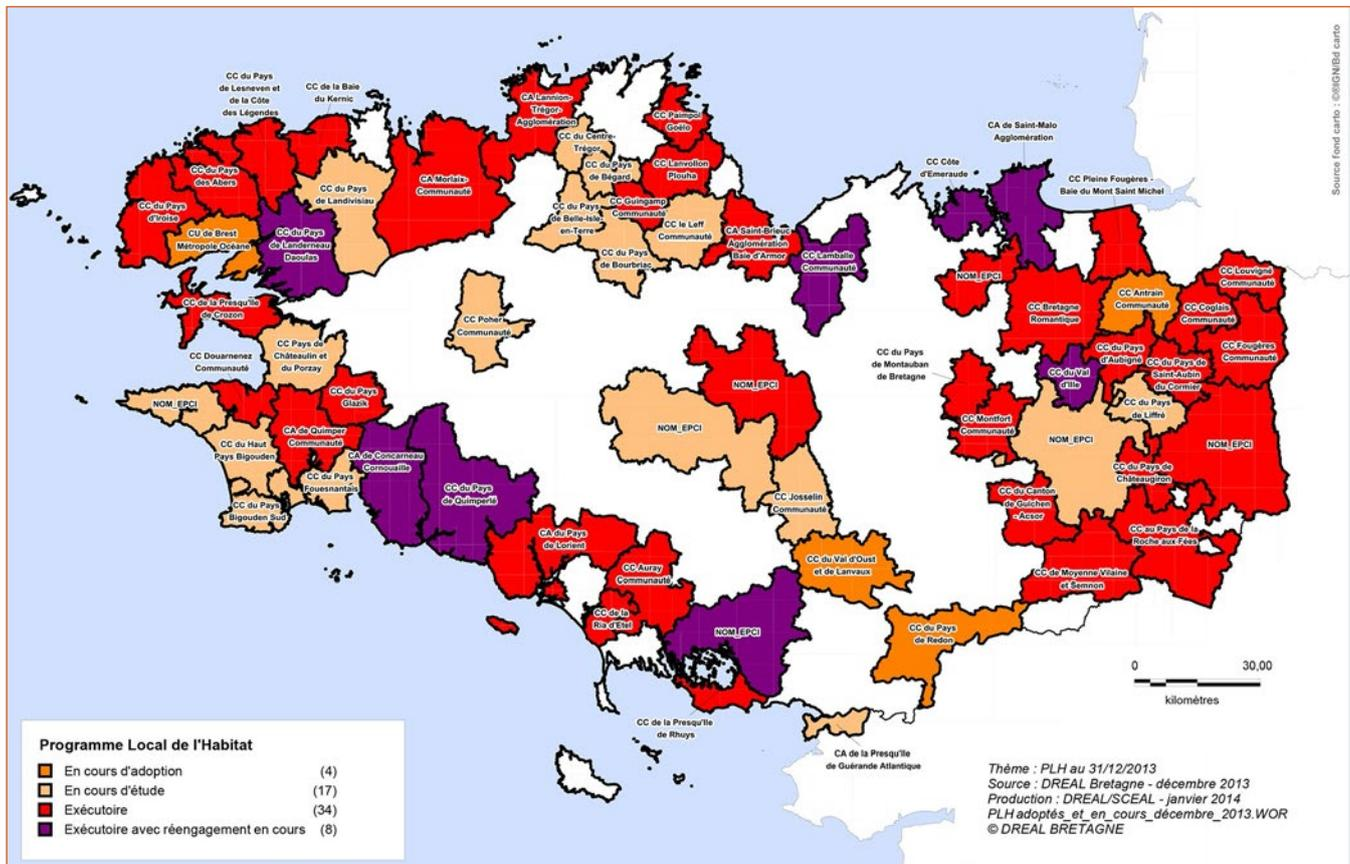 Source fond carto : ©®IGN/Bd carto
CC du Pays
de Lesneven et
de la Côte
des Légendes
CC de la Baie
du Kernic
CA Lannion-
Trégor-
Agglomération
CC Paimpol
Goëlo
CC du Centre-
Trégor
CC du Pays
de Bégard
CC Lanvollon
Plouha
CA de Saint-Malo
Agglomération
CC Côte
d'Emeraude
CC Pleine Fougères -
Baie du Mont Saint Michel
CC du Pays
des Abers
CA Morlaix-
Communauté
CC du Pays
de Landivisiau
CC du Pays
d'Iroise
CC du Pays
de Belle-Isle-
en-Terre
CC Guingamp
Communauté
CC le Leff
Communauté
CU de Brest
Métropole Océane
CC du Pays
de Landerneau
Daoulas
CC du Pays
de Bourbriac
CA Saint-Brieuc
Agglomération
Baie d'Armor
CC Lamballe
Communauté
NOM_EPCI
CC Louvigné
Communauté
CC Antrain
Communauté
CC Coglais
Communauté
CC Bretagne
Romantique
CC de la Presqu'île
de Crozon
CC Poher
Communauté
CC Fougères
Communauté
CC du Pays
d'Aubigné
CC du Pays de
Saint-Aubin
du Cormier
CC Pays de
Châteaulin et
du Porzay
CC Douarnenez
Communauté
CC du Pays
de Montauban
de Bretagne
CC du Val
d'Ille
NOM_EPCI
CC du Pays
Glazik
NOM_EPCI
CC du Pays
de Liffré
CC Montfort
Communauté
NOM_EPCI
NOM_EPCI
NOM_EPCI
CA de Quimper
Communauté
CC du Haut
Pays Bigouden
CA de Concarneau
Cornouaille
CC du Pays
Fouesnantais
CC du Pays
de Quimperlé
CC du Pays de
Châteaugiron
CC du Pays
Bigouden Sud
CC Josselin
Communauté
CC du Canton
de Guichen
- Acsor
CA du Pays
de Lorient
CC au Pays de la
Roche aux Fées
CC Auray
Communauté
CC du Val d'Oust
et de Lanvaux
CC de Moyenne Vilaine
et Semnon
CC de la
Ria d'Etel
NOM_EPCI
CC du Pays
de Redon
0 30,00
kilomètres
CC de la Presqu'île
de Rhuys
CA de la Presqu'île
de Guérande Atlantique
Programme Local de l'Habitat
En cours d'adoption (4)
En cours d'étude (17)
Exécutoire (34)
Exécutoire avec réengagement en cours (8)
Thème : PLH au 31/12/2013
Source : DREAL Bretagne - décembre 2013
Production : DREAL/SCEAL - janvier 2014
PLH adoptés_et_en_cours_décembre_2013.WOR
© DREAL BRETAGNE